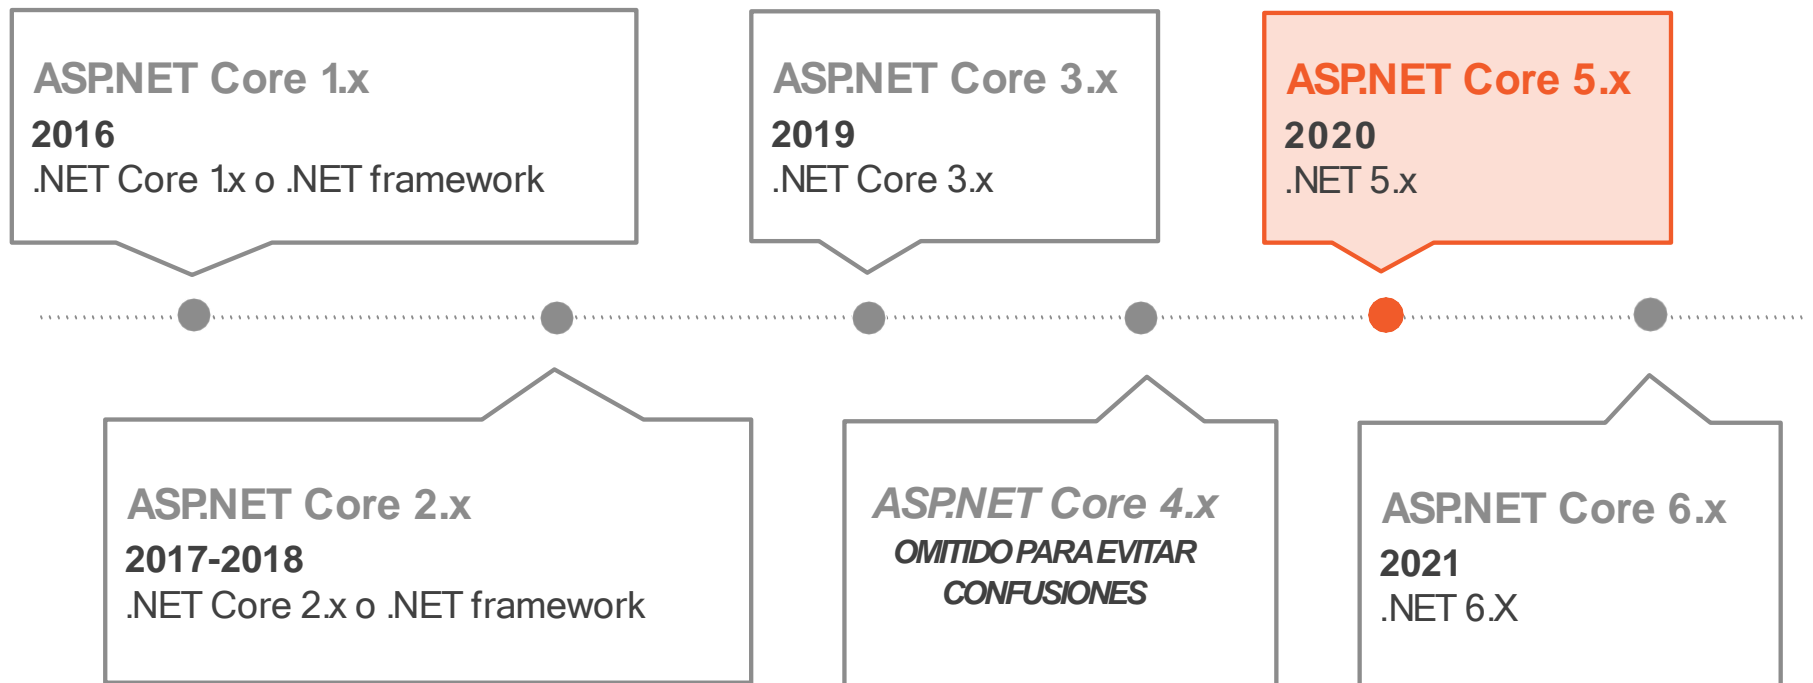 ASP.NET Core 1.x
2016
.NET Core 1.x o .NET framework
ASP.NET Core 3.x
2019
.NET Core 3.x
ASP.NET Core 5.x
2020
.NET 5.x
ASP.NET Core 2.x
2017-2018
.NET Core 2.x o .NET framework
ASP.NET Core 4.x
OMITIDO PARA EVITAR
CONFUSIONES
ASP.NET Core 6.x
2021
.NET 6.X